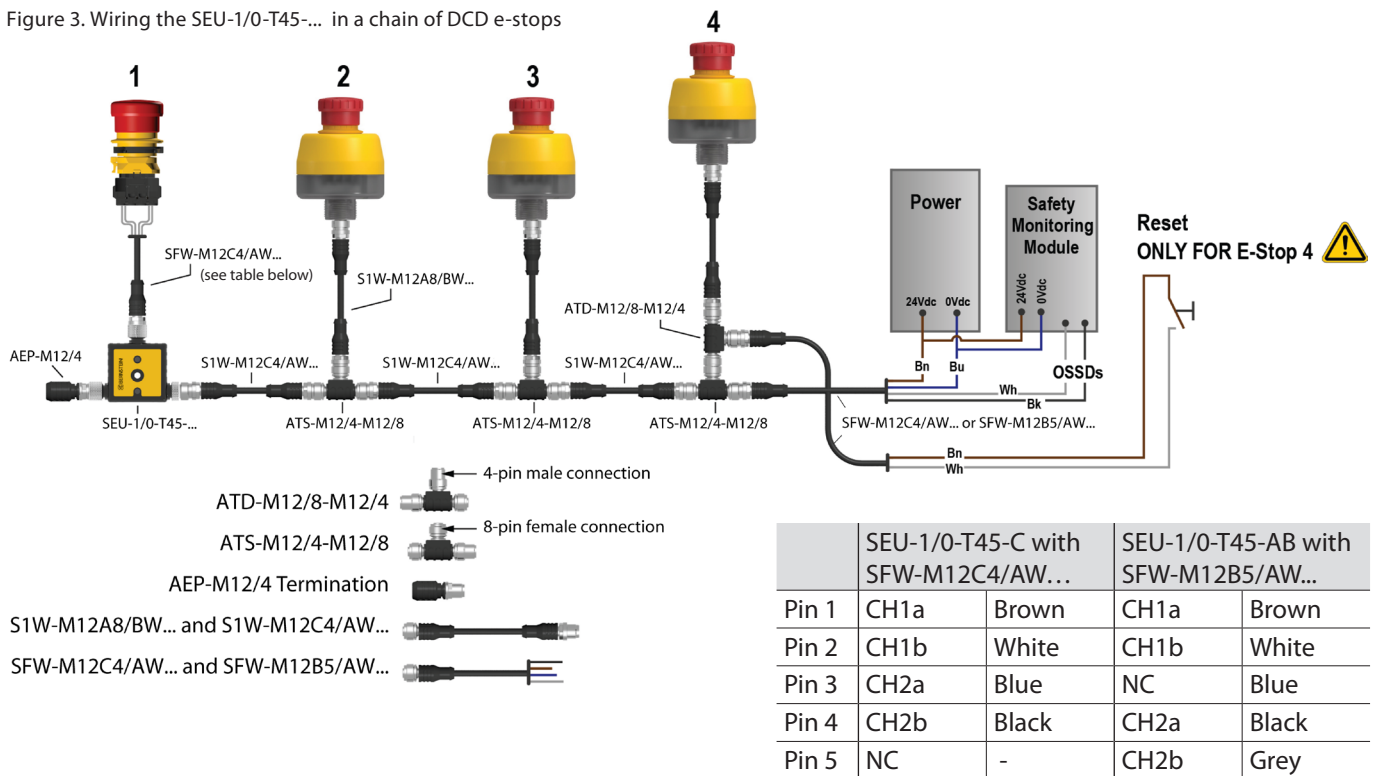 Figure 3. Wiring the SEU-1/0-T45-... in a chain of DCD e-stops
1
2
3
4
SFW-M12C4/AW...
(see table below)
S1W-M12A8/BW...
ATD-M12/8-M12/4
AEP-M12/4
S1W-M12C4/AW...
S1W-M12C4/AW...
S1W-M12C4/AW...
SEU-1/0-T45-...
ATS-M12/4-M12/8
ATS-M12/4-M12/8
ATS-M12/4-M12/8
Power
24Vdc 0Vdc
Safety
Monitoring
Module
24Vdc
0Vdc
Reset
ONLY FOR E-Stop 4
Bn
Bu
OSSDs
Wh
Bk
SFW-M12C4/AW... or SFW-M12B5/AW...
Bn
Wh
4-pin male connection
ATD-M12/8-M12/4
8-pin female connection
ATS-M12/4-M12/8
AEP-M12/4 Termination
S1W-M12A8/BW... and S1W-M12C4/AW...
SFW-M12C4/AW... and SFW-M12B5/AW...
SEU-1/0-T45-C with
SFW-M12C4/AW…
SEU-1/0-T45-AB with
SFW-M12B5/AW...
Pin 1 CH1a Brown CH1a Brown
Pin 2 CH1b White CH1b White
Pin 3 CH2a Blue NC Blue
Pin 4 CH2b Black CH2a Black
Pin 5 NC - CH2b Grey